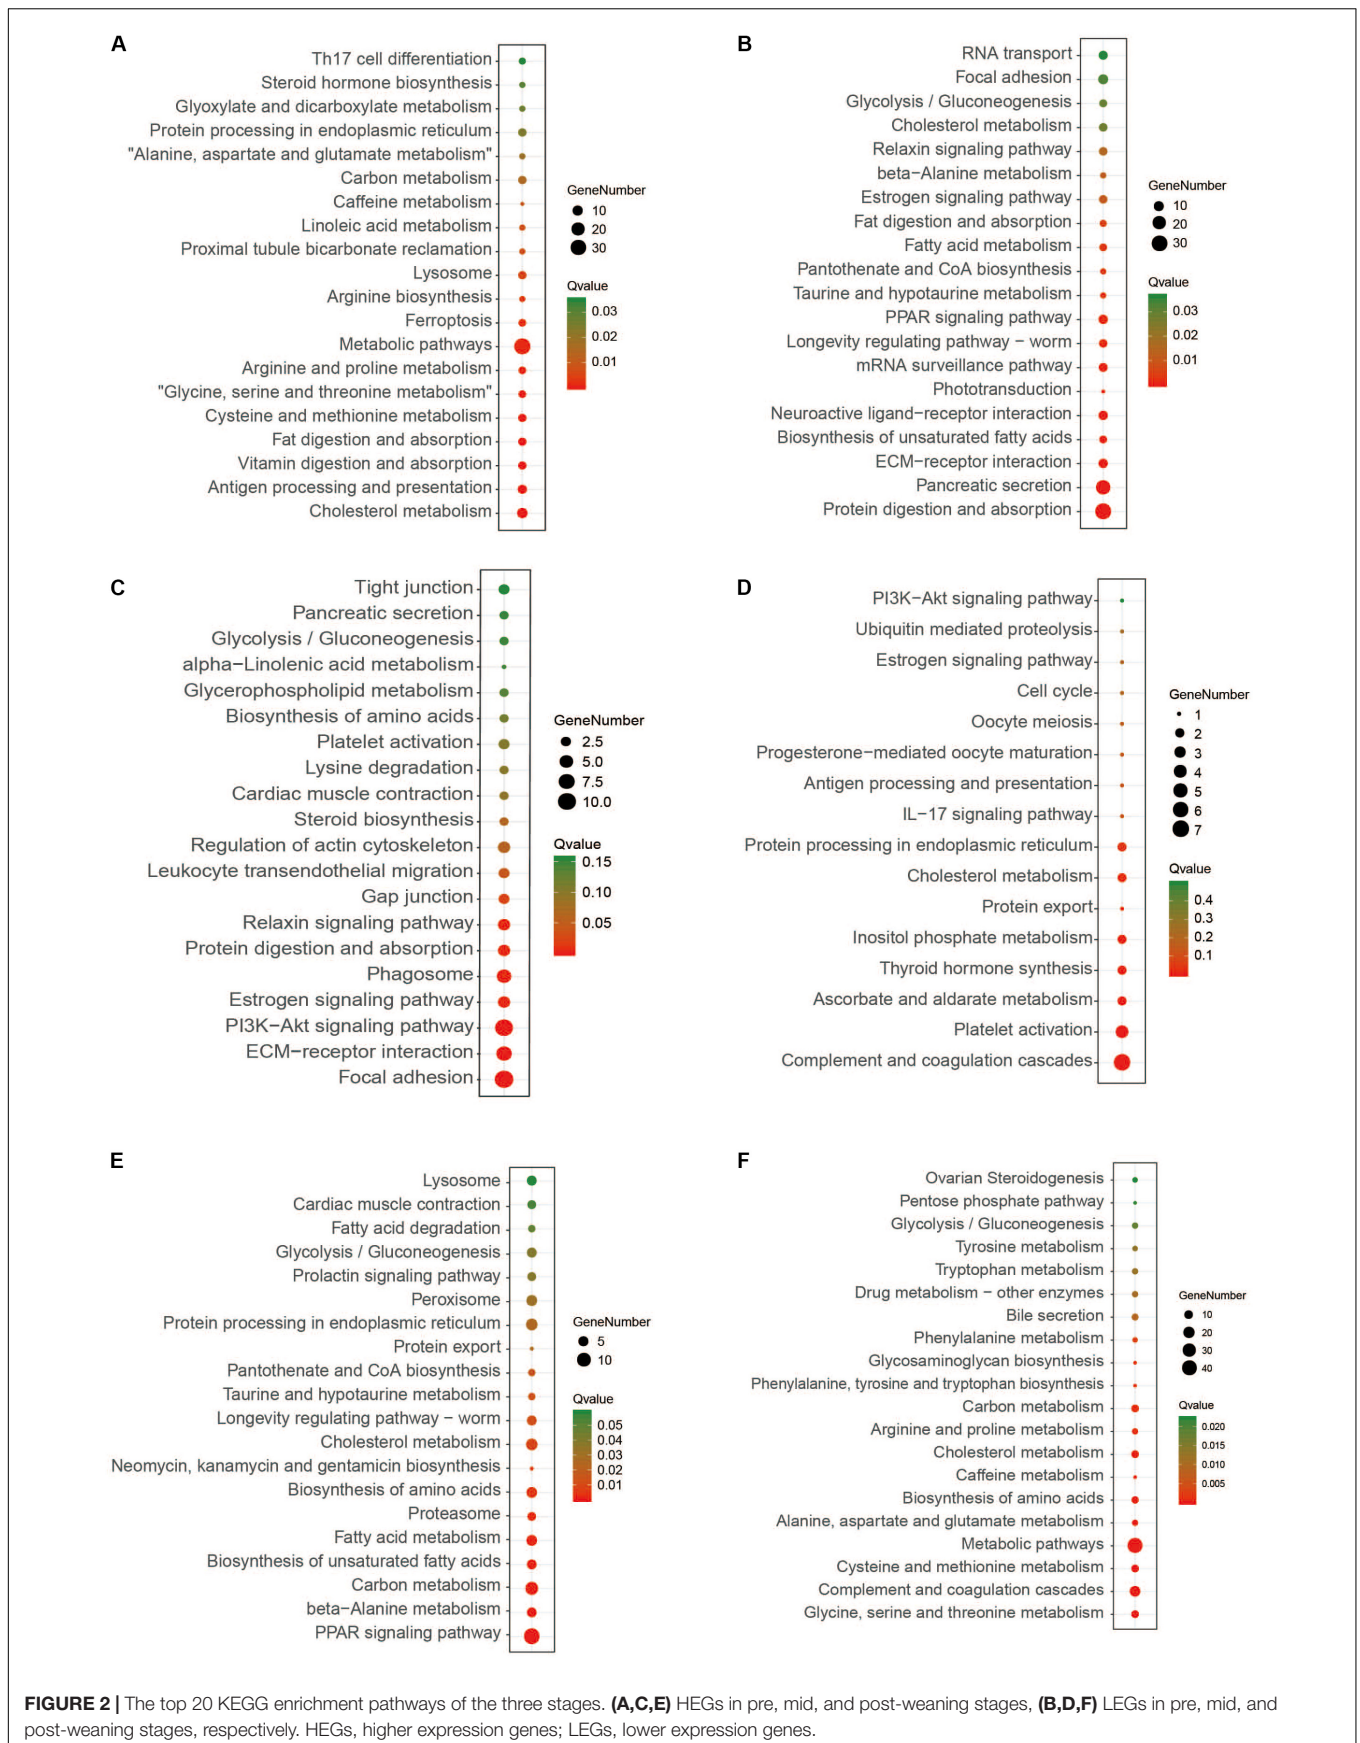 A
Th17 cell differentiation
Steroid hormone biosynthesis
Glyoxylate and dicarboxylate metabolism
Protein processing in endoplasmic reticulum
"Alanine, aspartate and glutamate metabolism"
Carbon metabolism
Caffeine metabolism
Linoleic acid metabolism
Proximal tubule bicarbonate reclamation
Lysosome
Arginine biosynthesis
Ferroptosis
Metabolic pathways
Arginine and proline metabolism
"Glycine, serine and threonine metabolism"
Cysteine and methionine metabolism
Fat digestion and absorption
Vitamin digestion and absorption
Antigen processing and presentation
Cholesterol metabolism
GeneNumber
10
20
30
Qvalue
0.03
0.02
0.01
B
RNA transport
Focal adhesion
Glycolysis / Gluconeogenesis
Cholesterol metabolism
Relaxin signaling pathway
beta−Alanine metabolism
Estrogen signaling pathway
Fat digestion and absorption
Fatty acid metabolism
Pantothenate and CoA biosynthesis
Taurine and hypotaurine metabolism
PPAR signaling pathway
Longevity regulating pathway − worm
mRNA surveillance pathway
Phototransduction
Neuroactive ligand−receptor interaction
Biosynthesis of unsaturated fatty acids
ECM−receptor interaction
Pancreatic secretion
Protein digestion and absorption
GeneNumber
10
20
30
Qvalue
0.03
0.02
0.01
C
Tight junction
Pancreatic secretion
Glycolysis / Gluconeogenesis
alpha−Linolenic acid metabolism
Glycerophospholipid metabolism
Biosynthesis of amino acids
Platelet activation
Lysine degradation
Cardiac muscle contraction
Steroid biosynthesis
Regulation of actin cytoskeleton
Leukocyte transendothelial migration
Gap junction
Relaxin signaling pathway
Protein digestion and absorption
Phagosome
Estrogen signaling pathway
PI3K−Akt signaling pathway
ECM−receptor interaction
Focal adhesion
GeneNumber
2.5
5.0
7.5
10.0
Qvalue
0.15
0.10
0.05
D
PI3K−Akt signaling pathway
Ubiquitin mediated proteolysis
Estrogen signaling pathway
Cell cycle
Oocyte meiosis
Progesterone−mediated oocyte maturation
Antigen processing and presentation
IL−17 signaling pathway
Protein processing in endoplasmic reticulum
Cholesterol metabolism
Protein export
Inositol phosphate metabolism
Thyroid hormone synthesis
Ascorbate and aldarate metabolism
Platelet activation
Complement and coagulation cascades
GeneNumber
1
2
3
4
5
6
7
Qvalue
0.4
0.3
0.2
0.1
E
Lysosome
Cardiac muscle contraction
Fatty acid degradation
Glycolysis / Gluconeogenesis
Prolactin signaling pathway
Peroxisome
Protein processing in endoplasmic reticulum
Protein export
Pantothenate and CoA biosynthesis
Taurine and hypotaurine metabolism
Longevity regulating pathway − worm
Cholesterol metabolism
Neomycin, kanamycin and gentamicin biosynthesis
Biosynthesis of amino acids
Proteasome
Fatty acid metabolism
Biosynthesis of unsaturated fatty acids
Carbon metabolism
beta−Alanine metabolism
PPAR signaling pathway
GeneNumber
5
10
Qvalue
0.05
0.04
0.03
0.02
0.01
F
Ovarian Steroidogenesis
Pentose phosphate pathway
Glycolysis / Gluconeogenesis
Tyrosine metabolism
Tryptophan metabolism
Drug metabolism − other enzymes
Bile secretion
Phenylalanine metabolism
Glycosaminoglycan biosynthesis
Phenylalanine, tyrosine and tryptophan biosynthesis
Carbon metabolism
Arginine and proline metabolism
Cholesterol metabolism
Caffeine metabolism
Biosynthesis of amino acids
Alanine, aspartate and glutamate metabolism
Metabolic pathways
Cysteine and methionine metabolism
Complement and coagulation cascades
Glycine, serine and threonine metabolism
GeneNumber
10
20
30
40
Qvalue
0.020
0.015
0.010
0.005
FIGURE 2 | The top 20 KEGG enrichment pathways of the three stages. (A,C,E) HEGs in pre, mid, and post-weaning stages, (B,D,F) LEGs in pre, mid, and
post-weaning stages, respectively. HEGs, higher expression genes; LEGs, lower expression genes.